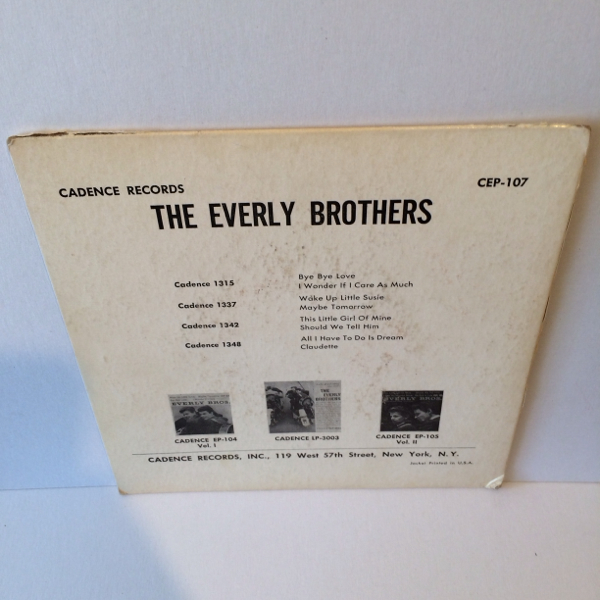 CADENCE RECORDS
CEP-107
THE EVERLY BROTHERS
Cadence 1315
Bye Bye Love
I Wonder If I Care As Much
Cadence 1337
Wake Up Little Susie
Maybe Tomorrow
Cadence 1342
This Little Girl Of Mine
Should We Tell Him
Cadence 1348
All I Have To Do Is Dream
Claudette
EVERLY BROS.
THE
EVERLY
BROTHERS
EVERLY BROS.
CADENCE EP-104
Vol. I
CADENCE LP-3003
CADENCE EP-105
Vol. II
CADENCE RECORDS, INC., 119 West 57th Street, New York, N. Y.
Jacket Printed In U.S.A.